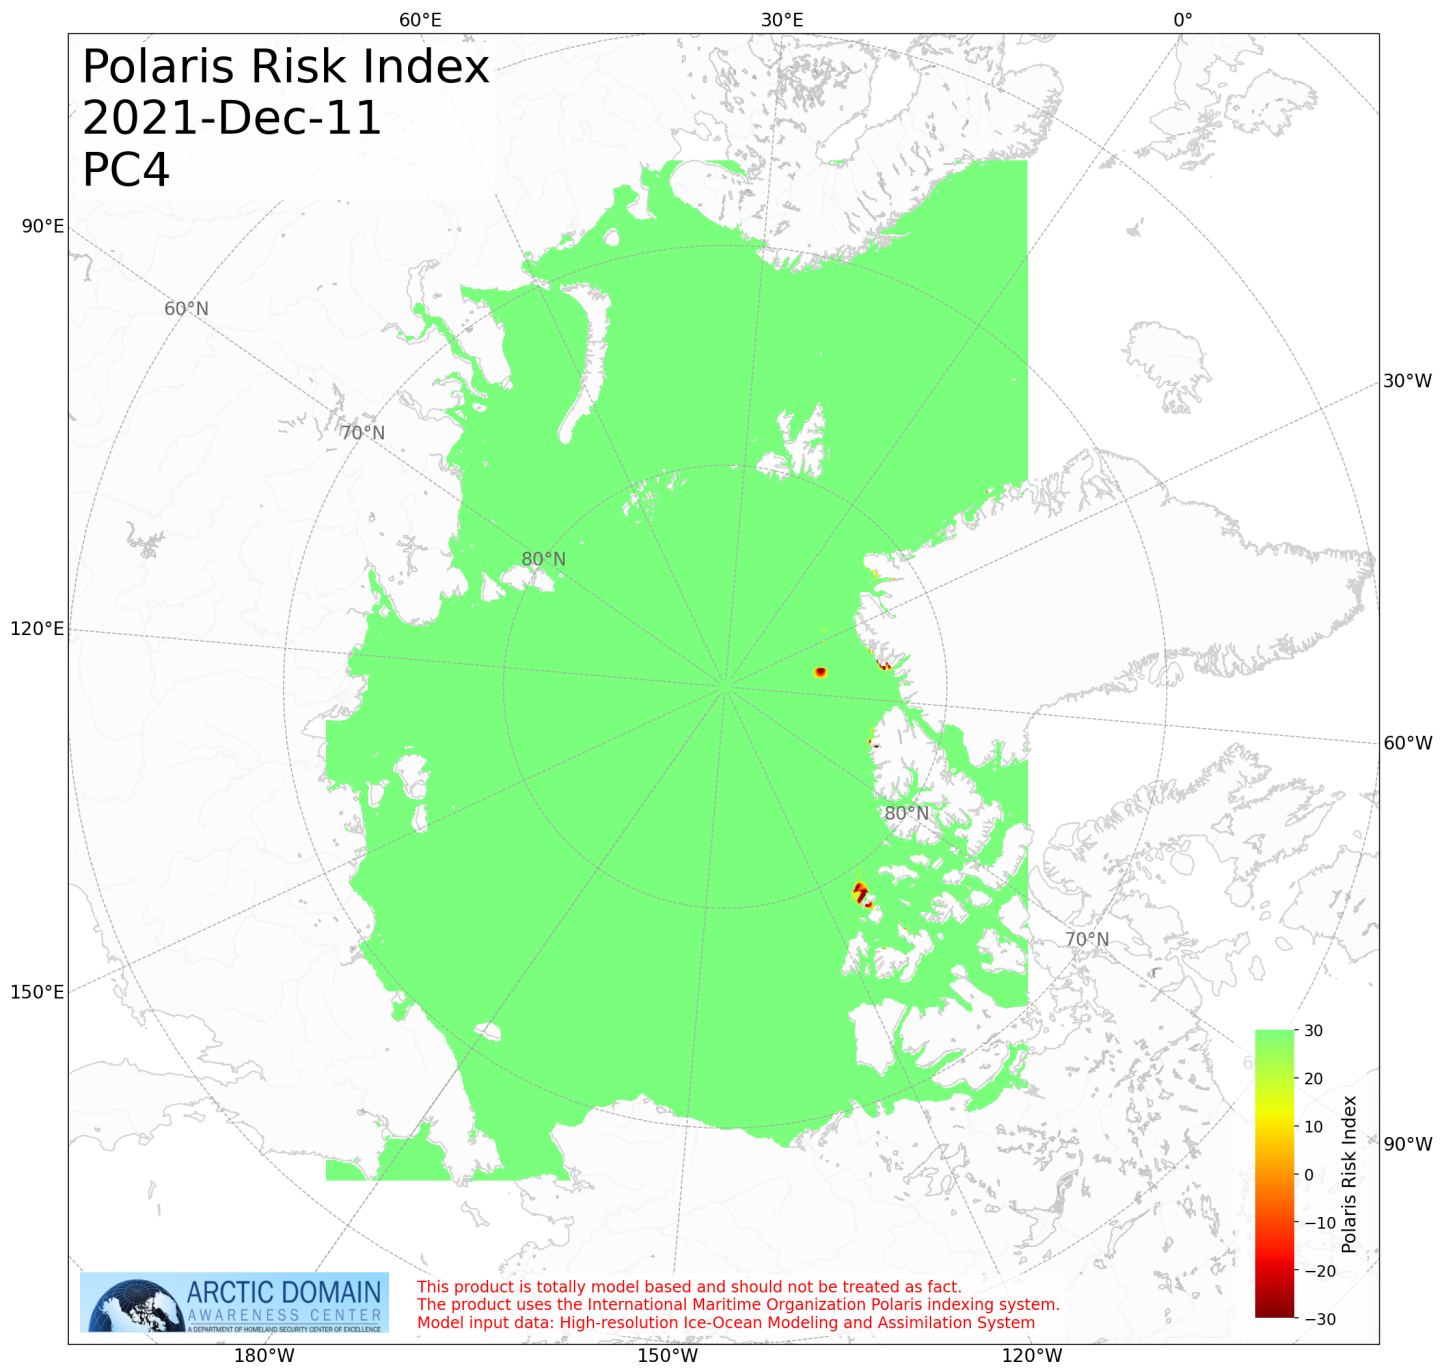 60°E 30°E 0°
Polaris Risk Index
2021-Dec-11
PC4
90°E
60°N
30°W
70°N
80°N
120°E
60°W
80°N
70°N
150°E
30
20
10
0
−10
−20
−30
Polaris Risk Index
90°W
ARCTIC DOMAIN
AWARENESS CENTER
A DEPARTMENT OF HOMELAND SECURITY CENTER OF EXCELLENCE
This product is totally model based and should not be treated as fact.
The product uses the International Maritime Organization Polaris indexing system.
Model input data: High-resolution Ice-Ocean Modeling and Assimilation System
180°W 150°W 120°W